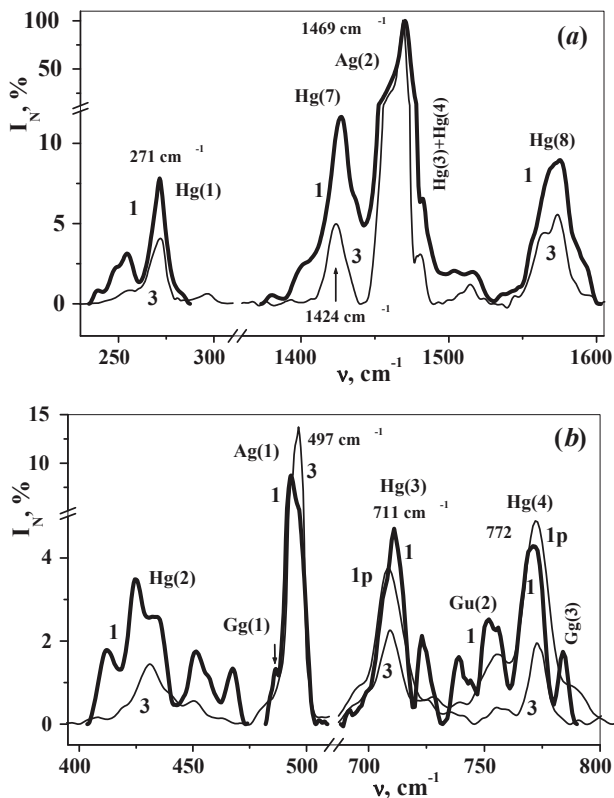 (a)
1469 cm -1
100
Ag(2)
50
Hg(7)
I N, %
10
Hg(3)+Hg(4)
Hg(8)
271 cm -1
Hg(1)
1
1
1
5
3
3
3
0
1424 cm -1
250 300 1400 1500 1600
ν, cm-1
15
(b)
Ag(1)
497 cm -1
3
10
1
Hg(3)
711 cm -1
Hg(4)
772
1p
I N, %
4
Hg(2)
1
1p
1
Gu(2)
Gg(3)
2
1
Gg(1)
1
3
3
3
0
400 450 500 700 750 800
ν, cm-1